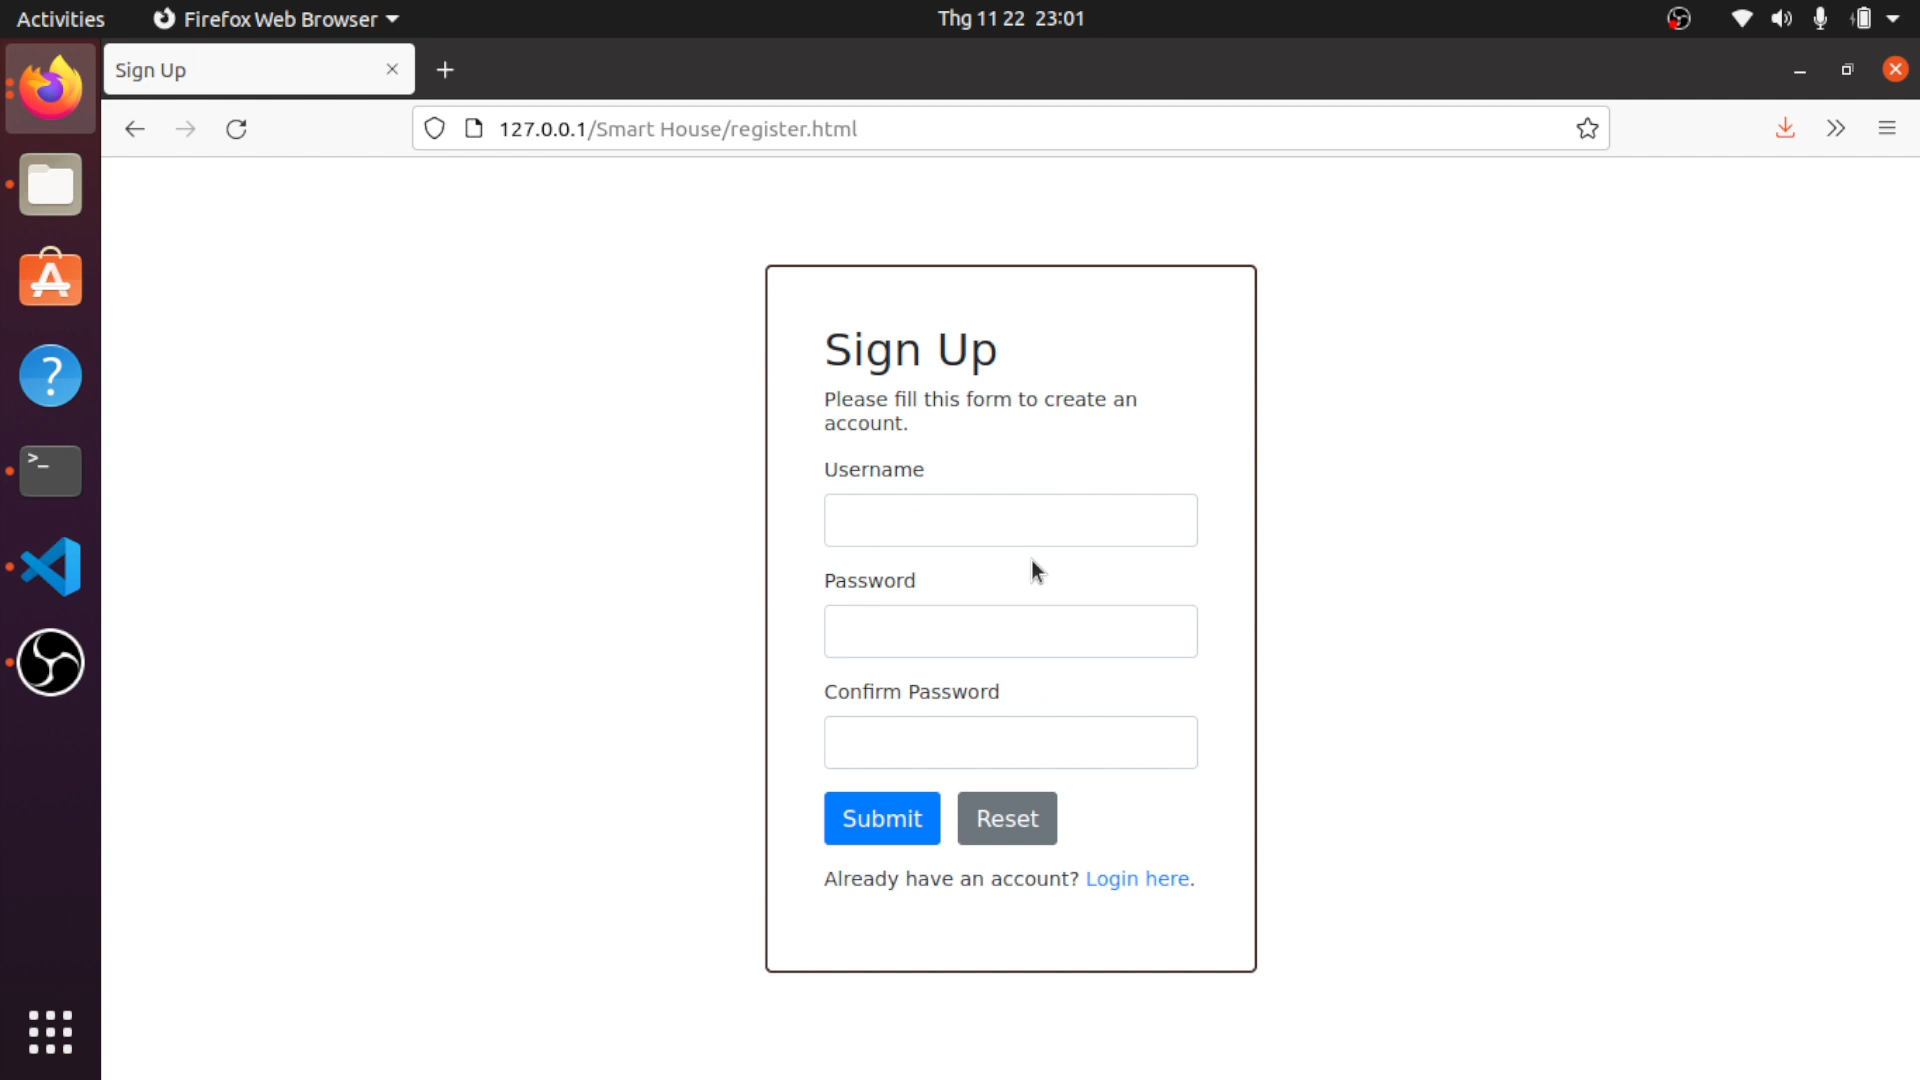 Activities
Firefox Web Browser
Thg 11 22 23:01
Sign Up
127.0.0.1/Smart House/register.html
Sign Up
Please fill this form to create an
account.
Username
Password
Confirm Password
Submit
Reset
Already have an account? Login here.